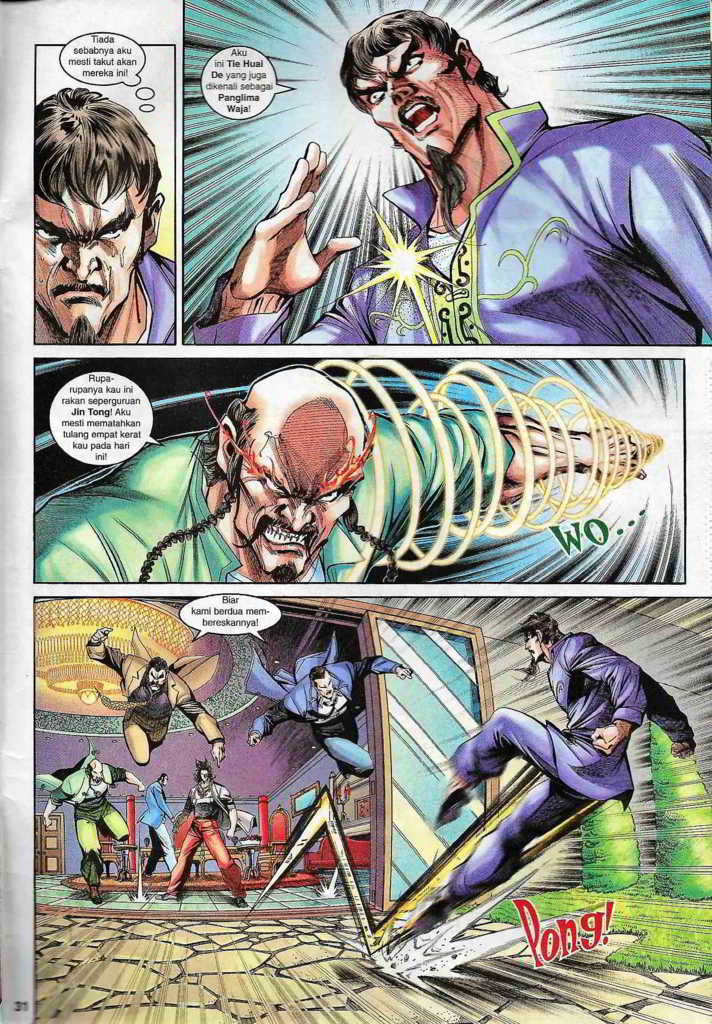 Tiada
sebabnya aku
mesti takut akan
mereka ini!
Aku
ini Tie Huai
De yang juga
dikenali sebagai
Panglima
Waja!
Rupa-
rupanya kau ini
rakan seperguruan
Jin Tong! Aku
mesti mematahkan
tulang empat kerat
kau pada hari
ini!
WO...
Biar
kami berdua mem-
bereskannya!
Pong!
31